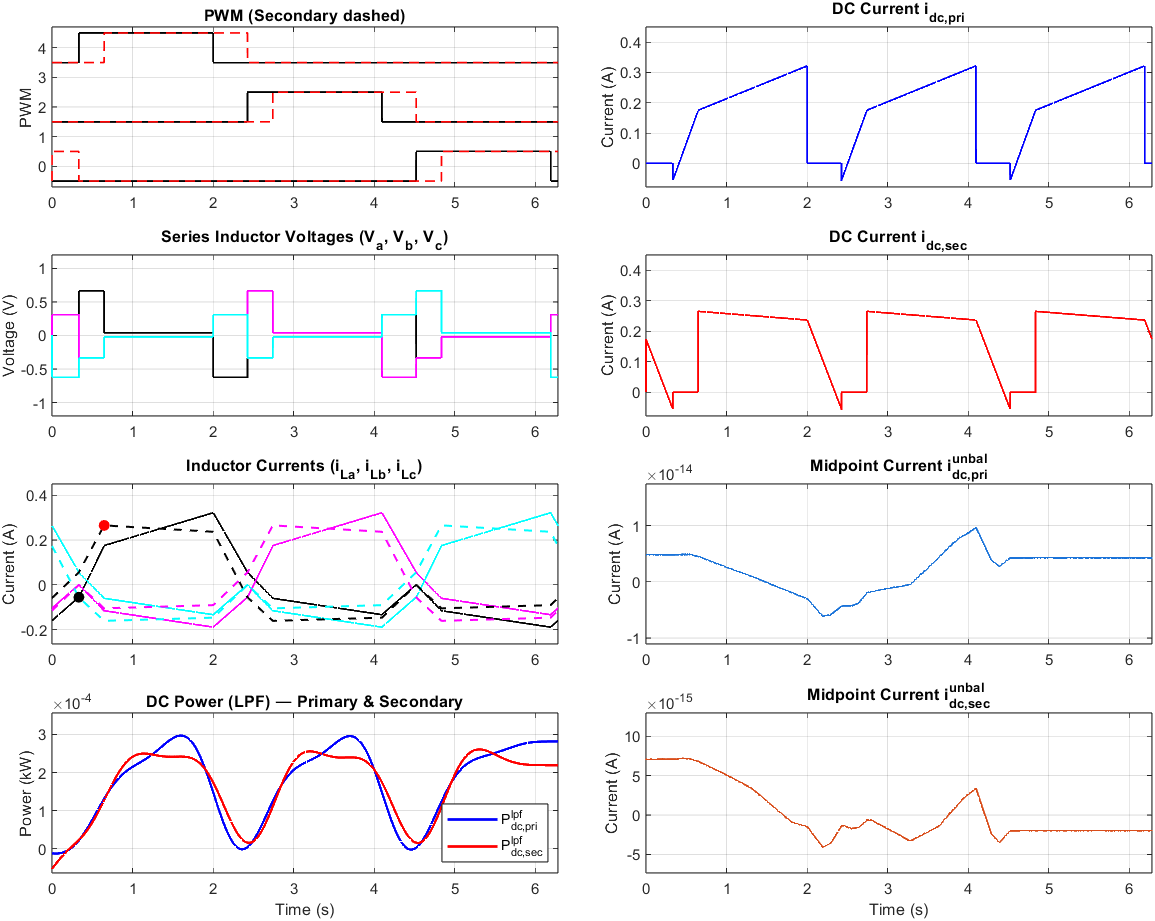 PWM (Secondary dashed)
PWM
4
3
2
1
0
0 1 2 3 4 5 6
DC Current i_dc,pri
Current (A)
0.4
0.3
0.2
0.1
0
0 1 2 3 4 5 6
Series Inductor Voltages (V_a, V_b, V_c)
Voltage (V)
1
0.5
0
-0.5
-1
0 1 2 3 4 5 6
DC Current i_dc,sec
Current (A)
0.4
0.3
0.2
0.1
0
0 1 2 3 4 5 6
Inductor Currents (i_La, i_Lb, i_Lc)
Current (A)
0.4
0.2
0
-0.2
0 1 2 3 4 5 6
Midpoint Current i_dc,pri^unbal
×10^-14
Current (A)
1
0
-1
0 1 2 3 4 5 6
DC Power (LPF) — Primary & Secondary
×10^-4
Power (kW)
3
2
1
0
P_dc,pri^lpf
P_dc,sec^lpf
0 1 2 3 4 5 6
Time (s)
Midpoint Current i_dc,sec^unbal
×10^-15
Current (A)
10
5
0
-5
0 1 2 3 4 5 6
Time (s)